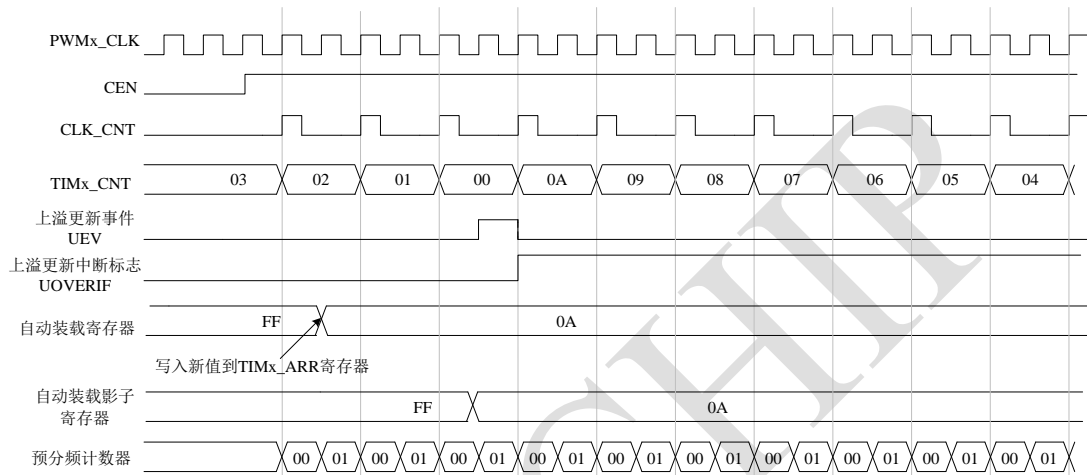 PWMx_CLK
CEN
CLK_CNT
TIMx_CNT 03 02 01 00 0A 09 08 07 06 05 04
上溢更新事件
UEV
上溢更新中断标志
UOVERIF
自动装载寄存器 FF 0A
写入新值到TIMx_ARR寄存器
自动装载影子
寄存器 FF 0A
预分频计数器 00 01 00 01 00 01 00 01 00 01 00 01 00 01 00 01 00 01 00 01
CHIP